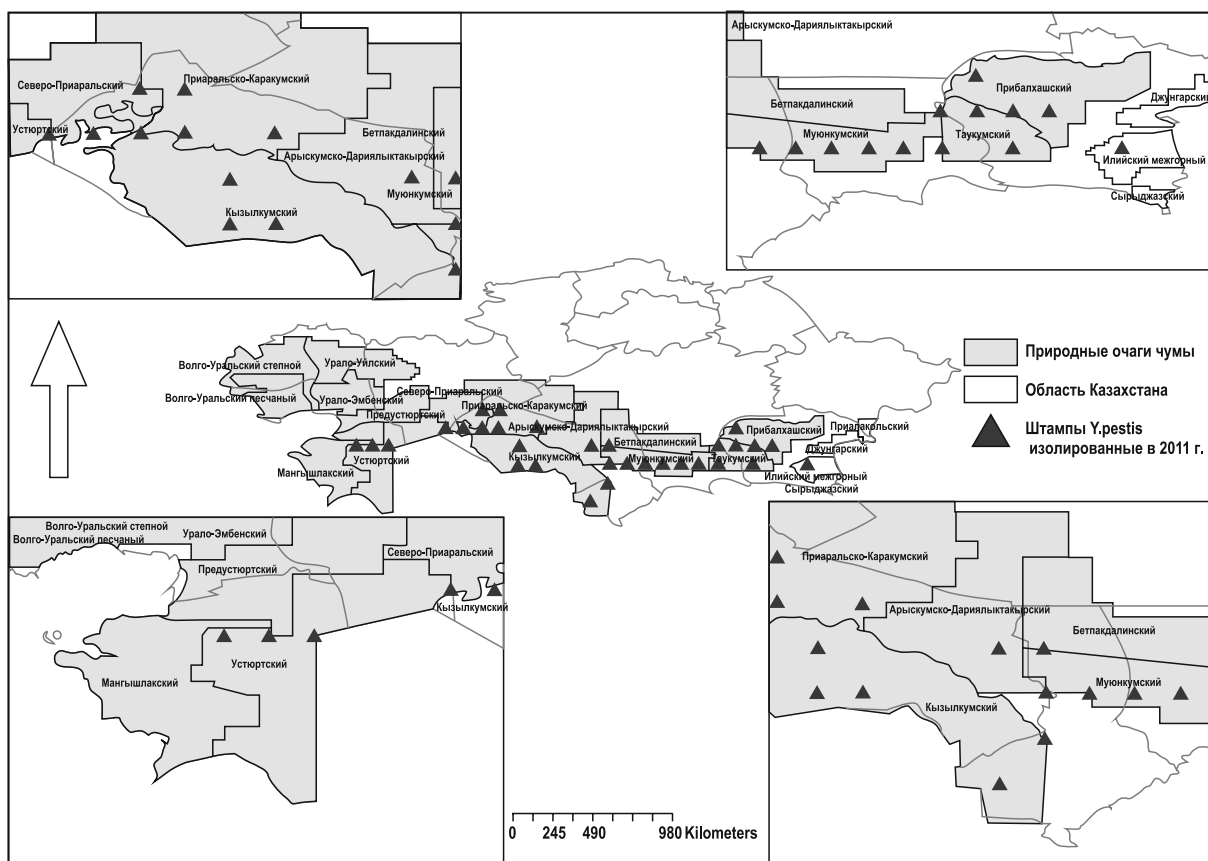 Северо-Приаральский
Приаральско-Каракумский
Устюртский
Бетпакдалинский
Арыскумско-Дариялыктакырский
Муюнкумский
Кызылкумский
Арыскумско-Дариялыктакырский
Прибалхашский
Джунгарский
Бетпакдалинский
Муюнкумский
Таукумский
Илийский межгорный
Сырыджазский
Волго-Уральский степной
Урало-Уйлский
Волго-Уральский песчаный
Урало-Эмбенский
Северо-Приаральский
Приаральско-Каракумский
Предустюртский
Арыскумско-Дариялыктакырский
Бетпакдалинский
Прибалхашский
Приалакольский
Джунгарский
Устюртский
Мангышлакский
Кызылкумский
Муюнкумский
Таукумский
Илийский межгорный
Сырыджазский
Природные очаги чумы
Область Казахстана
Штампы Y.pestis
изолированные в 2011 г.
Волго-Уральский степной
Волго-Уральский песчаный
Урало-Эмбенский
Северо-Приаральский
Предустюртский
Кызылкумский
Устюртский
Мангышлакский
0 245 490 980 Kilometers
Приаральско-Каракумский
Арыскумско-Дариялыктакырский
Бетпакдалинский
Муюнкумский
Кызылкумский